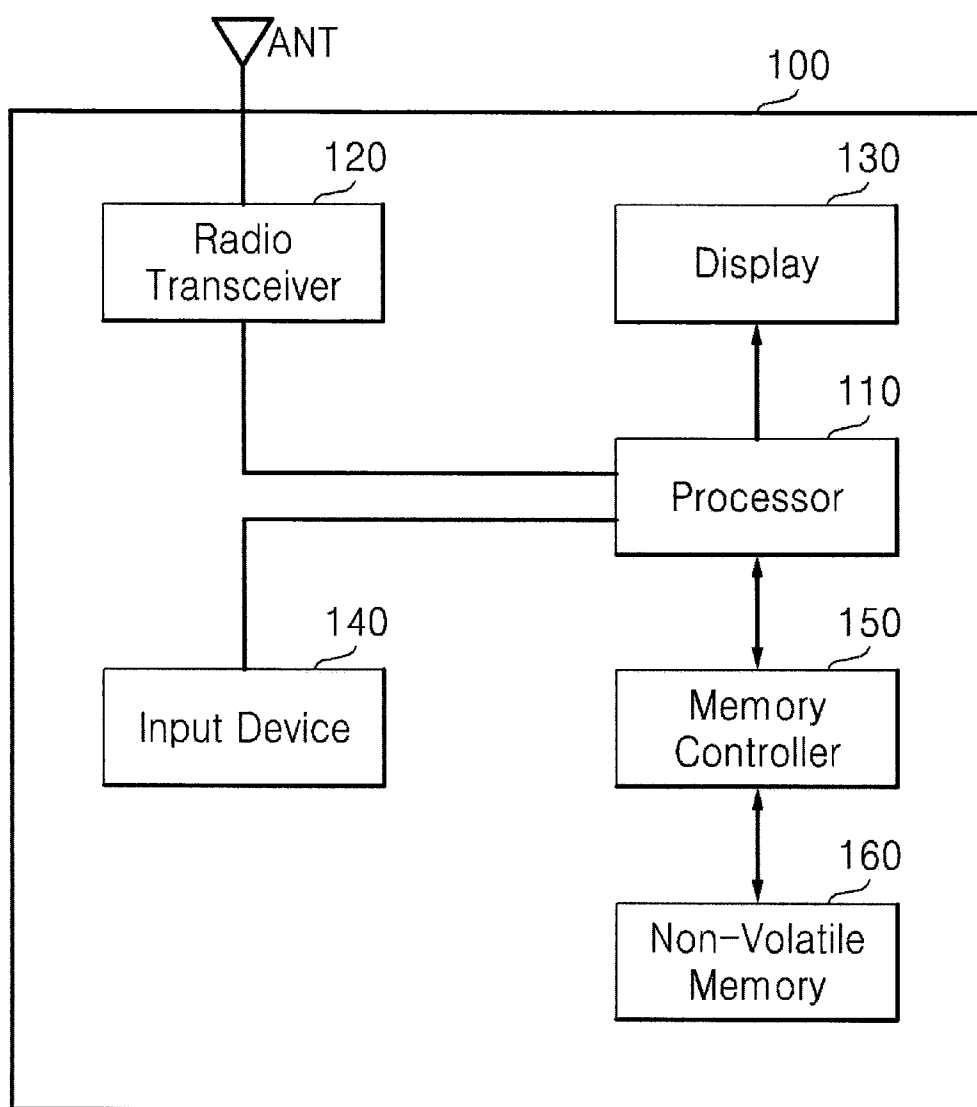 ANT
100
120
130
Radio
Transceiver
Display
110
Processor
140
150
Input Device
Memory
Controller
160
Non-Volatile
Memory